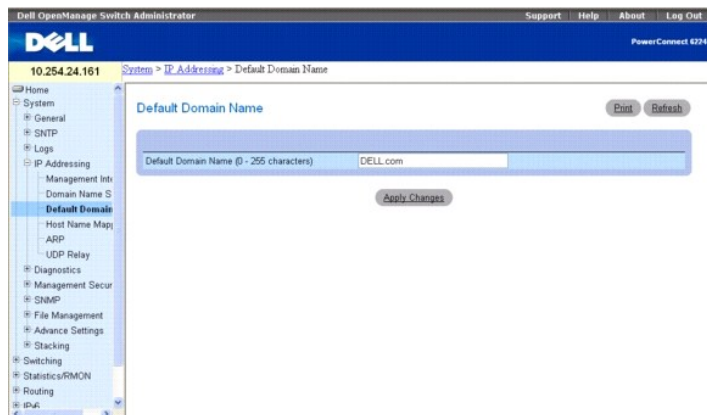 Dell OpenManage Switch Administrator Support Help About Log Out
DELL
PowerConnect 6224
10.254.24.161
System > IP Addressing > Default Domain Name
Home
System
General
SNTP
Logs
IP Addressing
Management Int
Domain Name S
Default Domain
Host Name Map
ARP
UDP Relay
Diagnostics
Management Secur
SNMP
File Management
Advance Settings
Stacking
Switching
Statistics/RMON
Routing
IPv6
Default Domain Name
Print Refresh
Default Domain Name (0 - 255 characters) DELL.com
Apply Changes